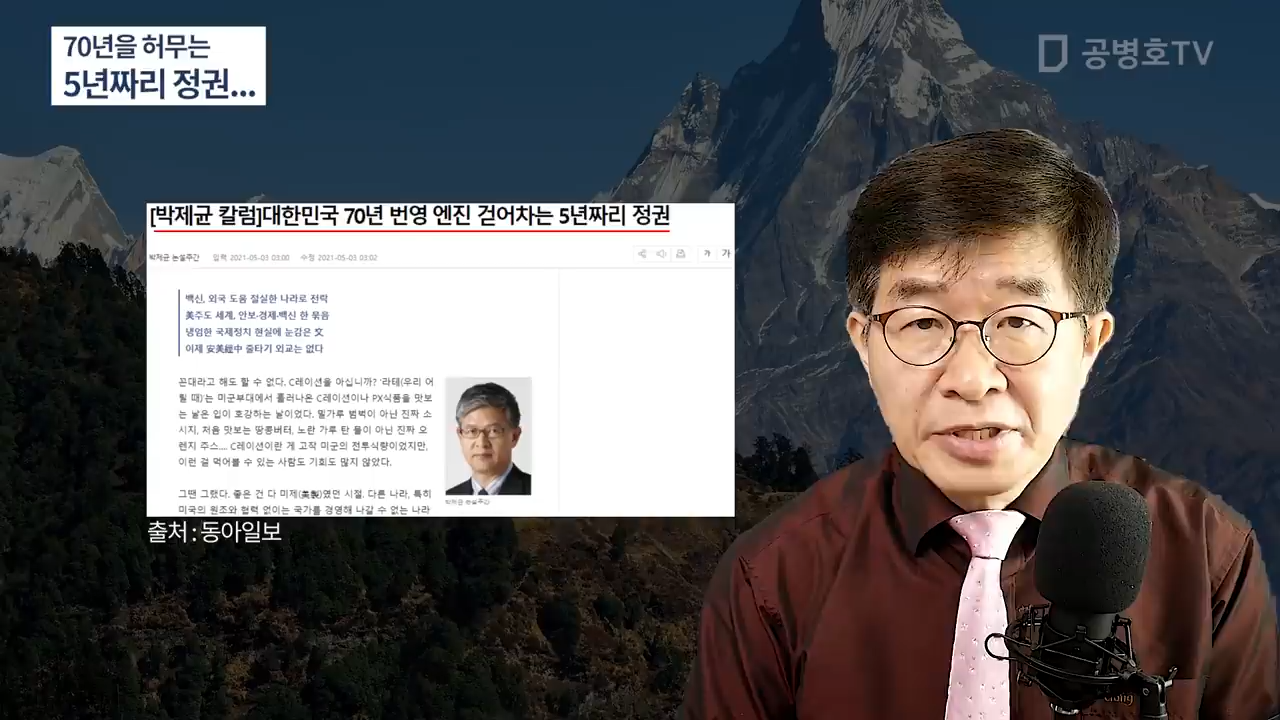 70년을 허무는
5년짜리 정권...
공병호TV
[박제균 칼럼]대한민국 70년 번영 엔진 걷어차는 5년짜리 정권
박제균 논설주간 입력 2021-05-03 03:00 수정 2021-05-03 03:02
가 가
백신, 외국 도움 절실한 나라로 전락
美주도 세계, 안보·경제·백신 한 묶음
냉엄한 국제정치 현실에 눈감은 文
이제 安美經中 줄타기 외교는 없다
꼰대라고 해도 할 수 없다. C레이션을 아십니까? '라테(우리 어
릴 때)'는 미군부대에서 흘러나온 C레이션이나 PX식품을 맛보
는 날은 입이 호강하는 날이었다. 밀가루 범벅이 아닌 진짜 소
시지, 처음 맛보는 땅콩버터, 노란 가루 탄 물이 아닌 진짜 오
렌지 주스.... C레이션이란 게 고작 미군의 전투식량이었지만,
이런 걸 먹어볼 수 있는 사람도 기회도 많지 않았다.
박제균 논설주간
그땐 그랬다. 좋은 건 다 미제(美製)였던 시절. 다른 나라, 특히
미국의 원조와 협력 없이는 국가를 경영해 나갈 수 없는 나라
출처 : 동아일보